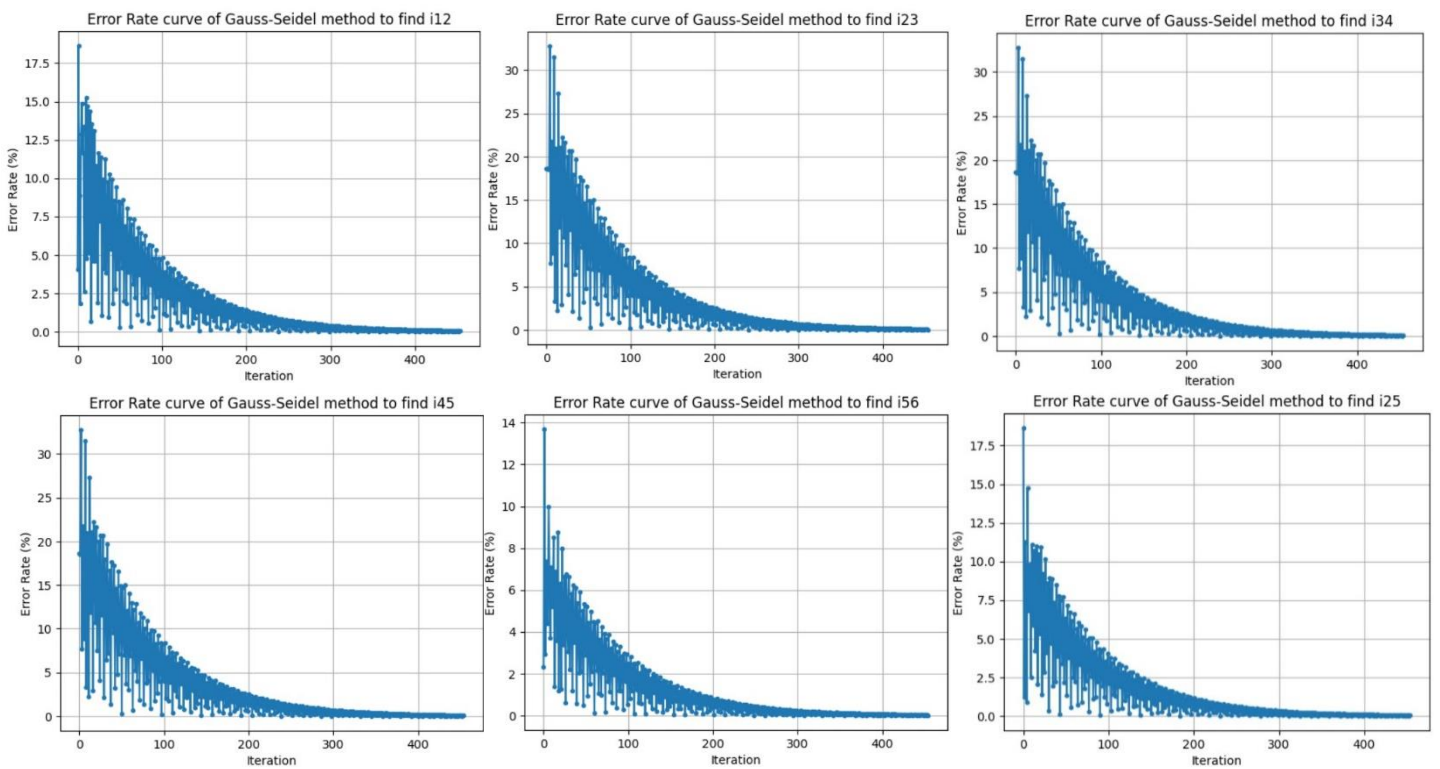 Error Rate curve of Gauss-Seidel method to find i12
Error Rate (%)
17.5
15.0
12.5
10.0
7.5
5.0
2.5
0.0
0 100 200 300 400
Iteration
Error Rate curve of Gauss-Seidel method to find i23
Error Rate (%)
30
25
20
15
10
5
0
0 100 200 300 400
Iteration
Error Rate curve of Gauss-Seidel method to find i34
Error Rate (%)
30
25
20
15
10
5
0
0 100 200 300 400
Iteration
Error Rate curve of Gauss-Seidel method to find i45
Error Rate (%)
30
25
20
15
10
5
0
0 100 200 300 400
Iteration
Error Rate curve of Gauss-Seidel method to find i56
Error Rate (%)
14
12
10
8
6
4
2
0
0 100 200 300 400
Iteration
Error Rate curve of Gauss-Seidel method to find i25
Error Rate (%)
17.5
15.0
12.5
10.0
7.5
5.0
2.5
0.0
0 100 200 300 400
Iteration